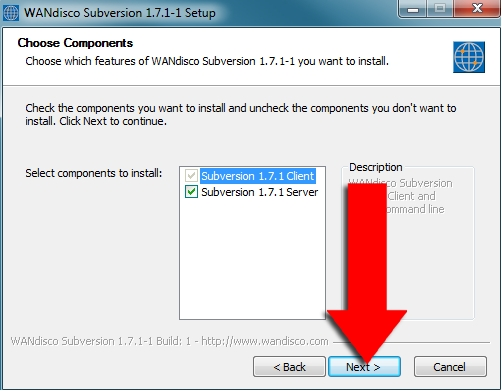 WANdisco Subversion 1.7.1-1 Setup
Choose Components
Choose which features of WANdisco Subversion 1.7.1-1 you want to install.
Check the components you want to install and uncheck the components you don't want to
install. Click Next to continue.
Select components to install:
Subversion 1.7.1 Client
Subversion 1.7.1 Server
Description
WANdisco Subversion
Client and
command line
WANdisco Subversion 1.7.1-1 Build: 1 - http://www.wandisco.com
< Back
Next >
Cancel